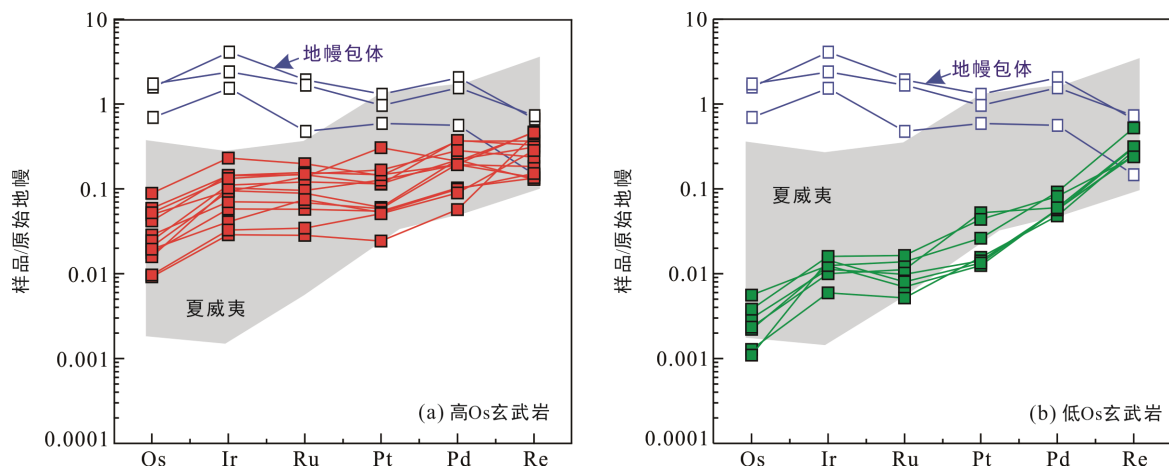 10
1
0.1
0.01
0.001
0.0001
样品/原始地幔
地幔包体
夏威夷
(a) 高Os玄武岩
Os Ir Ru Pt Pd Re
10
1
0.1
0.01
0.001
0.0001
样品/原始地幔
地幔包体
夏威夷
(b) 低Os玄武岩
Os Ir Ru Pt Pd Re